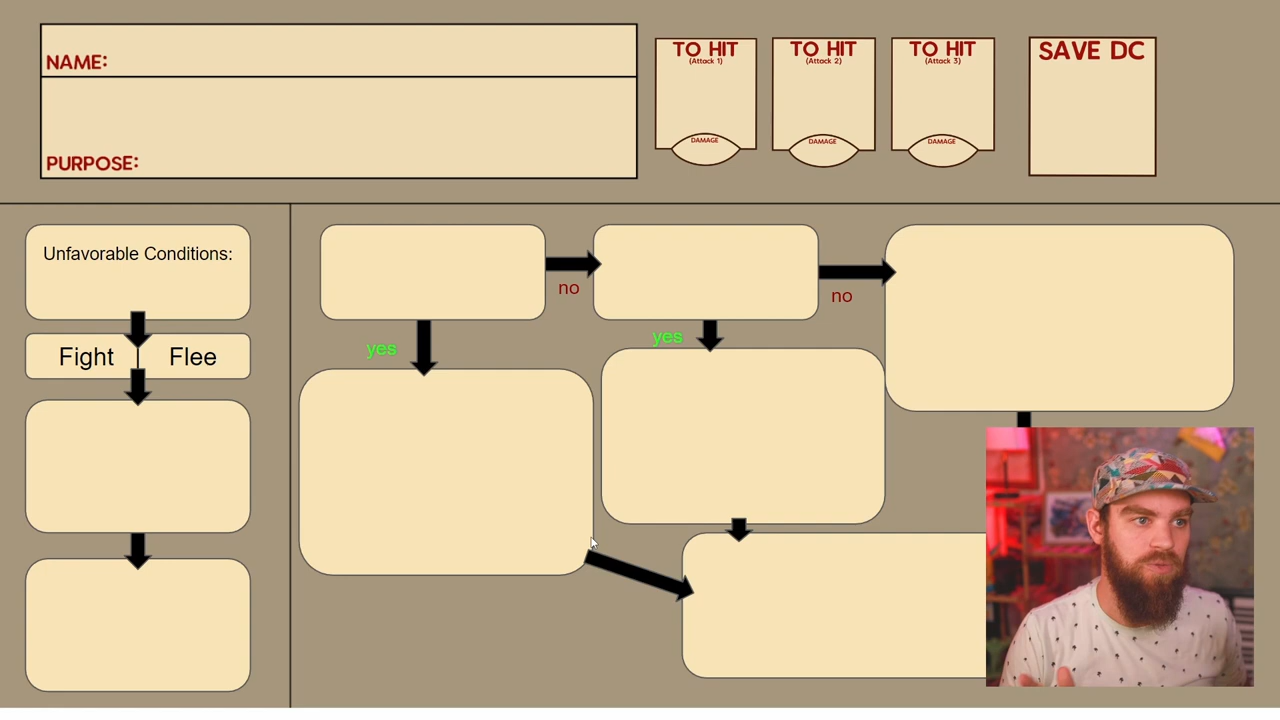 NAME:
PURPOSE:
TO HIT
(Attack 1)
DAMAGE
TO HIT
(Attack 2)
DAMAGE
TO HIT
(Attack 3)
DAMAGE
SAVE DC
Unfavorable Conditions:
Fight
Flee
no
yes
no
yes